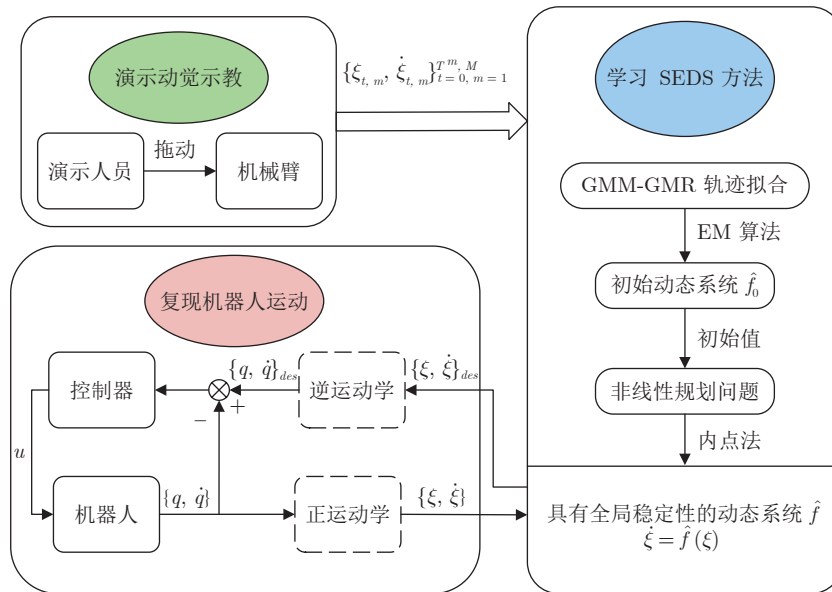 演示动觉示教
演示人员
拖动
机械臂
{ξ_{t, m}, ξ̇_{t, m}}^{T^m, M}_{t=0, m=1}
学习 SEDS 方法
GMM-GMR 轨迹拟合
EM 算法
初始动态系统 f̂_0
初始值
非线性规划问题
内点法
具有全局稳定性的动态系统 f̂
ξ̇ = f̂(ξ)
复现机器人运动
控制器
{q, q̇}_{des}
+
−
逆运动学
{ξ, ξ̇}_{des}
u
机器人
{q, q̇}
正运动学
{ξ, ξ̇}